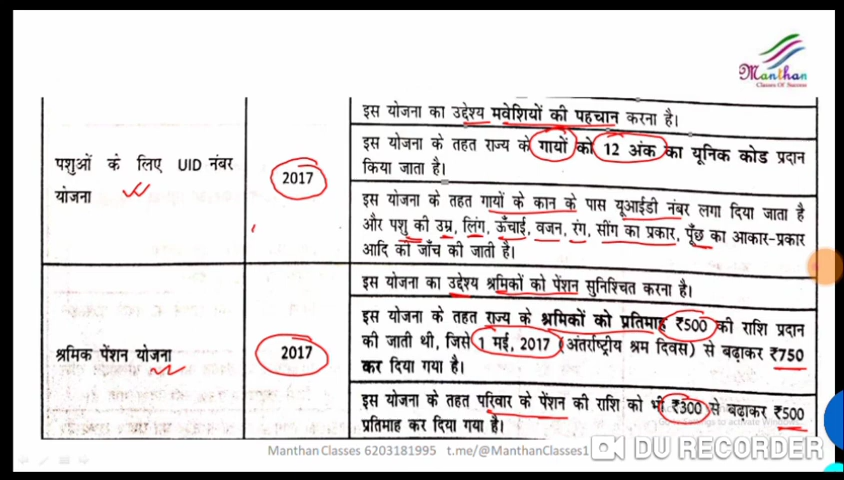 Manthan
Classes Of Success
इस योजना का उद्देश्य मवेशियों की पहचान करना है।
पशुओं के लिए UID नंबर
योजना
2017
इस योजना के तहत राज्य के गायों को 12 अंक का यूनिक कोड प्रदान
किया जाता है।
इस योजना के तहत गायों के कान के पास यूआईडी नंबर लगा दिया जाता है
और पशु की उम्र, लिंग, ऊँचाई, वजन, रंग, सींग का प्रकार, पूँछ का आकार-प्रकार
आदि की जाँच की जाती है।
श्रमिक पेंशन योजना
2017
इस योजना का उद्देश्य श्रमिकों को पेंशन सुनिश्चित करना है।
इस योजना के तहत राज्य के श्रमिकों को प्रतिमाह ₹500 की राशि प्रदान
की जाती थी, जिसे 1 मई, 2017 (अंतर्राष्ट्रीय श्रम दिवस) से बढ़ाकर ₹750
कर दिया गया है।
इस योजना के तहत परिवार के पेंशन की राशि को भी ₹300 से बढ़ाकर ₹500
प्रतिमाह कर दिया गया है।
Manthan Classes 6203181995 t.me/@ManthanClasses1
DU RECORDER